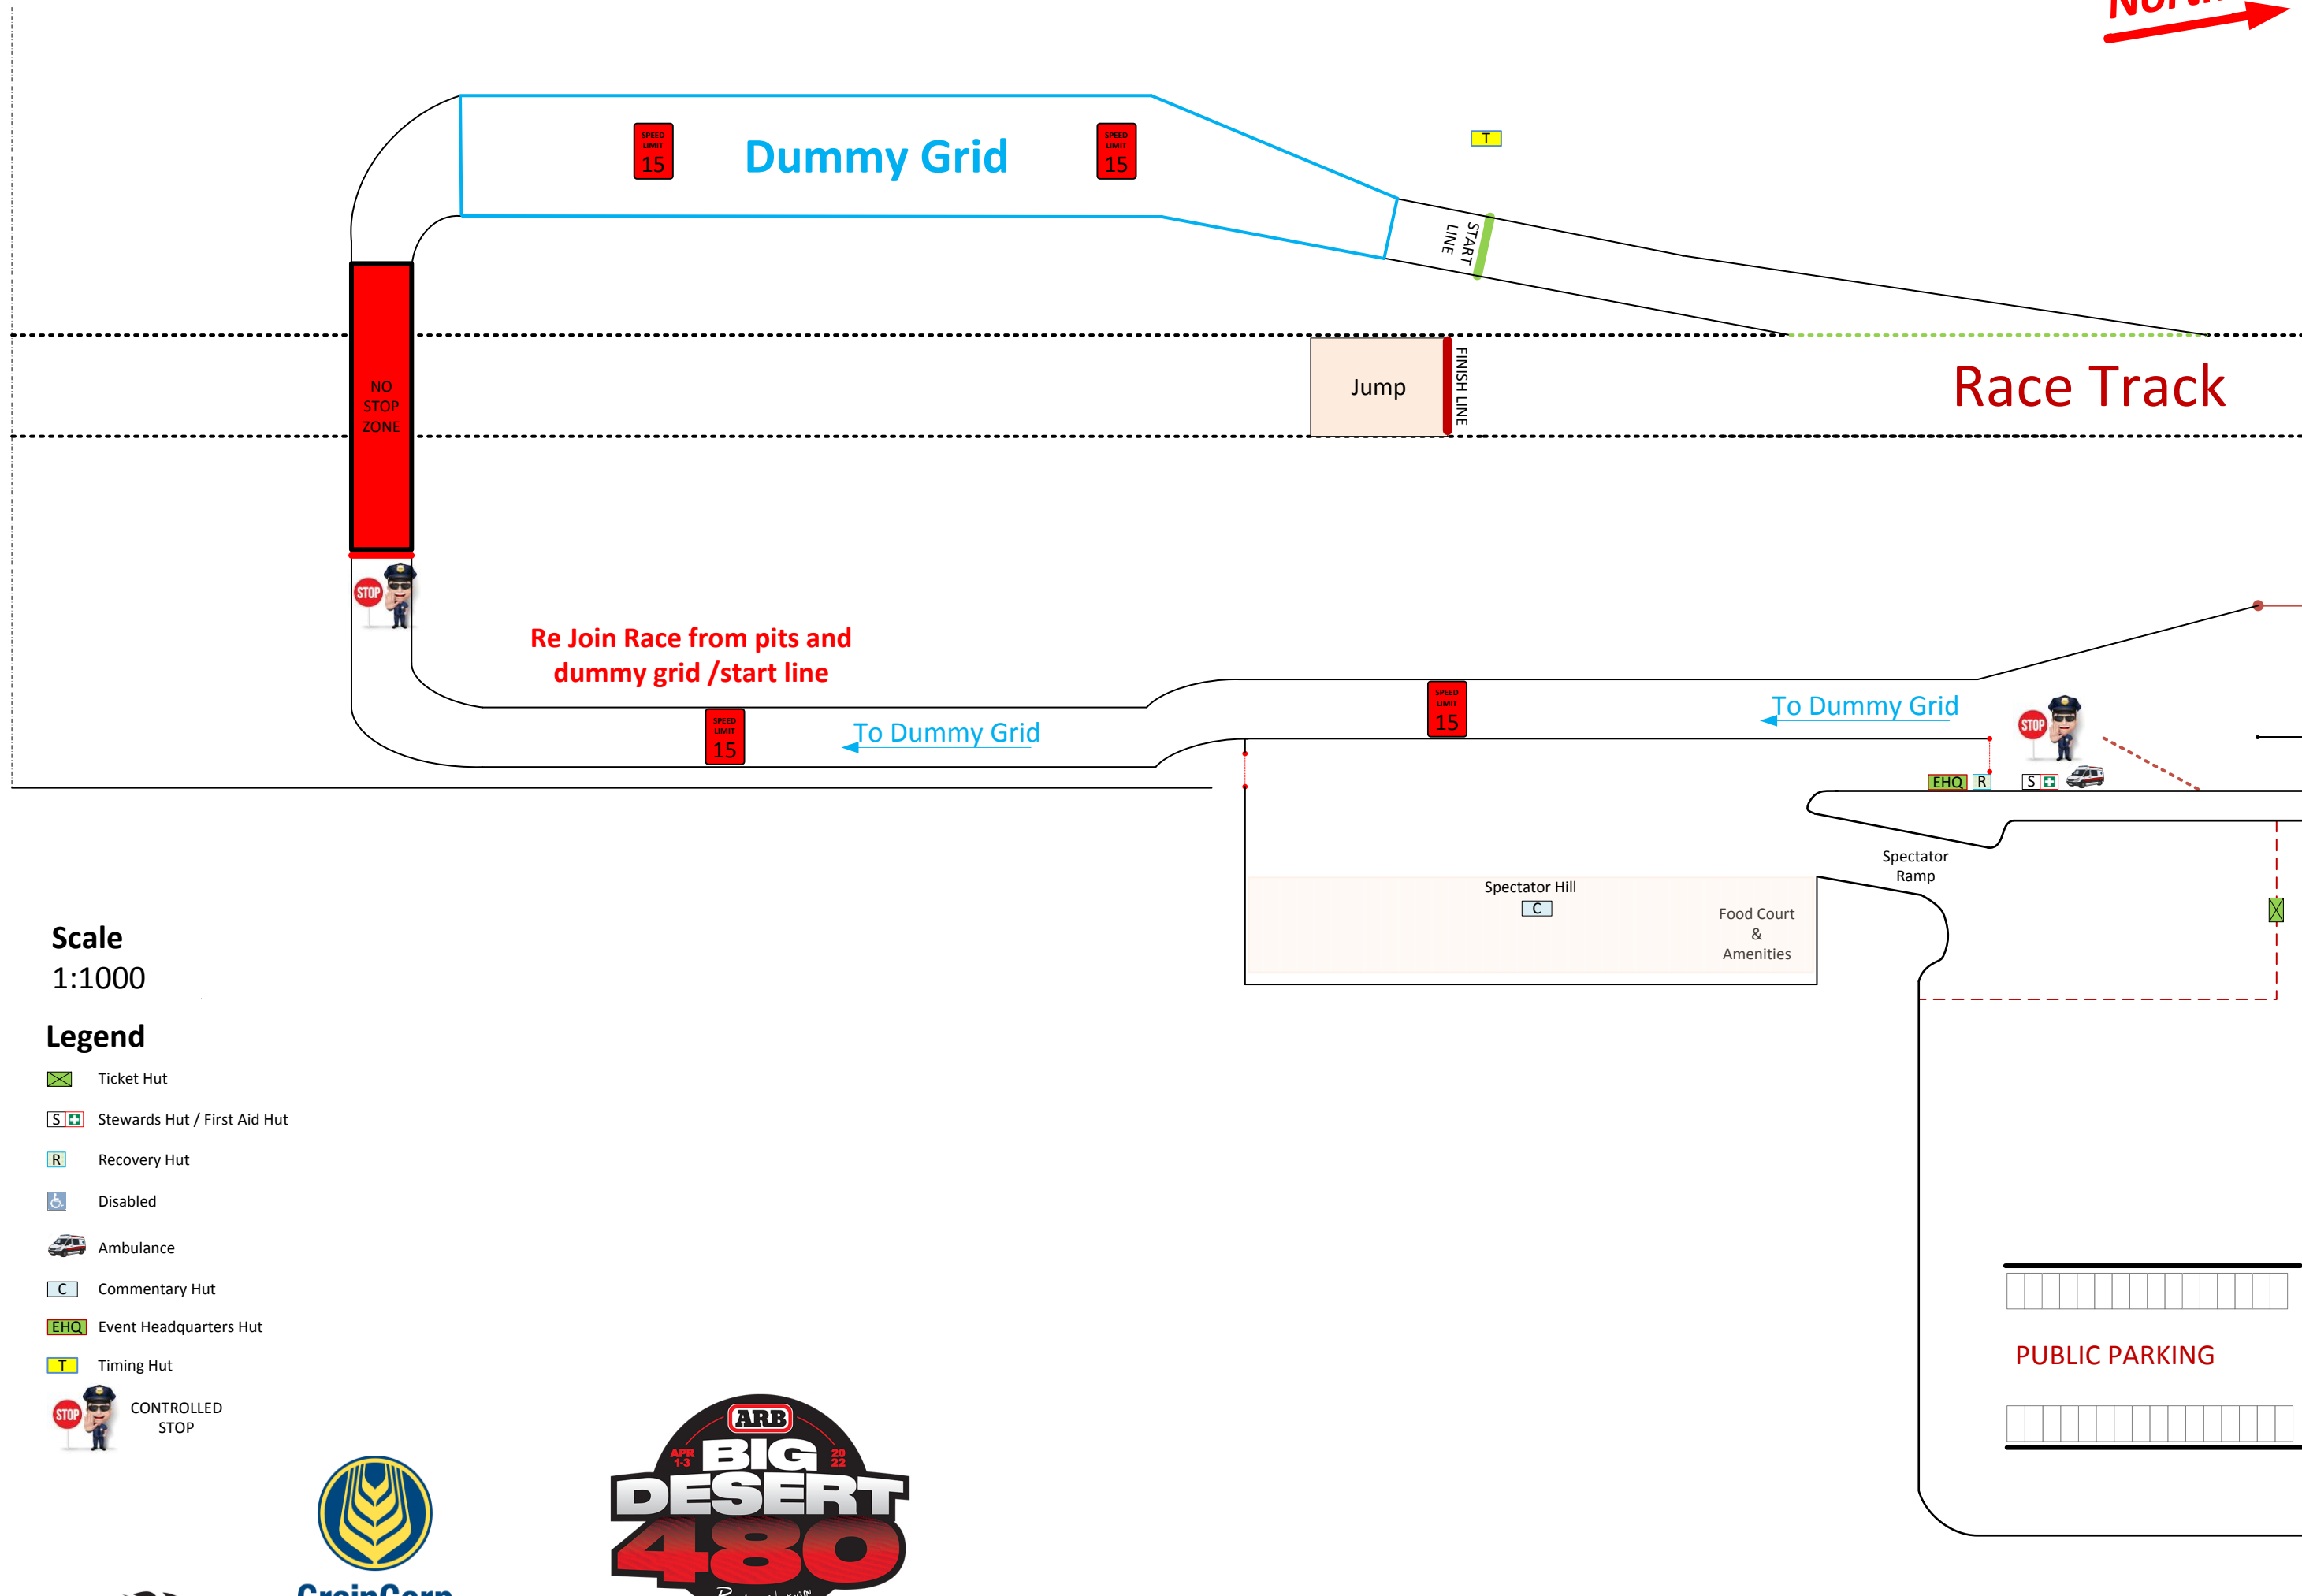 North
SPEED
LIMIT
15
Dummy Grid
SPEED
LIMIT
15
T
START
LINE
NO
STOP
ZONE
Jump
FINISH LINE
Race Track
STOP
Re Join Race from pits and
dummy grid /start line
SPEED
LIMIT
15
To Dummy Grid
SPEED
LIMIT
15
To Dummy Grid
STOP
EHQ R S
Spectator
Ramp
Spectator Hill
C
Food Court
&
Amenities
Scale
1:1000
Legend
Ticket Hut
S Stewards Hut / First Aid Hut
R Recovery Hut
Disabled
Ambulance
C Commentary Hut
EHQ Event Headquarters Hut
T Timing Hut
STOP
CONTROLLED
STOP
PUBLIC PARKING
ARB
APR
1-3
BIG
20
22
DESERT
480
GrainCorp